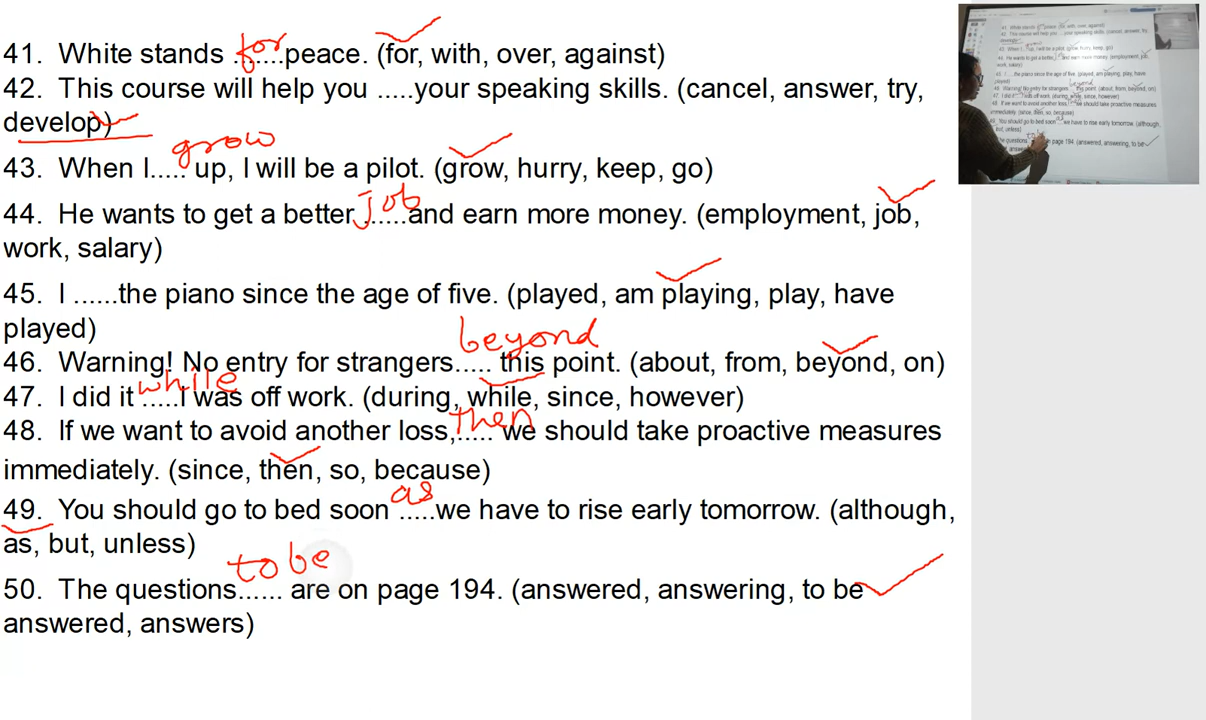 41. White stands .for....peace. (for, with, over, against)
42. This course will help you .....your speaking skills. (cancel, answer, try,
develop)
grow
43. When I..... up, I will be a pilot. (grow, hurry, keep, go)
job
44. He wants to get a better ......and earn more money. (employment, job,
work, salary)
45. I ......the piano since the age of five. (played, am playing, play, have
played)
beyond
46. Warning! No entry for strangers..... this point. (about, from, beyond, on)
while
47. I did it .....I was off work. (during, while, since, however)
then
48. If we want to avoid another loss,..... we should take proactive measures
immediately. (since, then, so, because)
as
49. You should go to bed soon .....we have to rise early tomorrow. (although,
as, but, unless)
to be
50. The questions...... are on page 194. (answered, answering, to be
answered, answers)